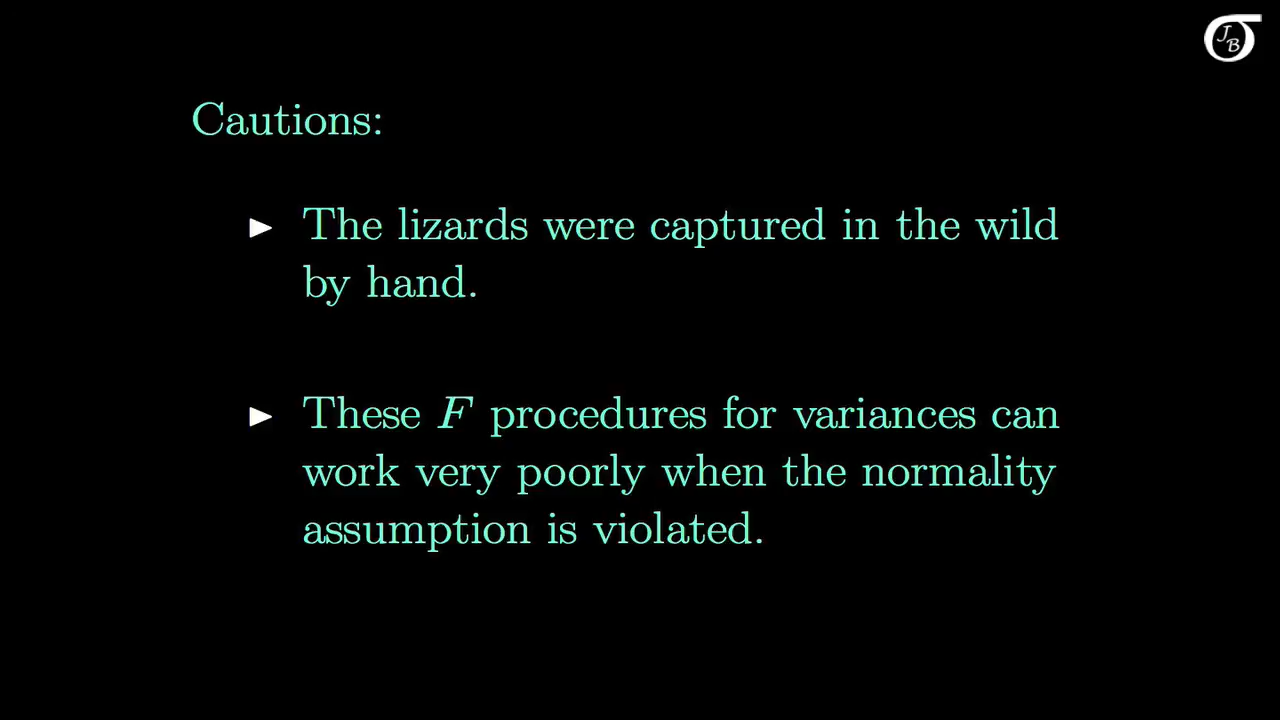 JB
Cautions:
► The lizards were captured in the wild
by hand.
► These F procedures for variances can
work very poorly when the normality
assumption is violated.